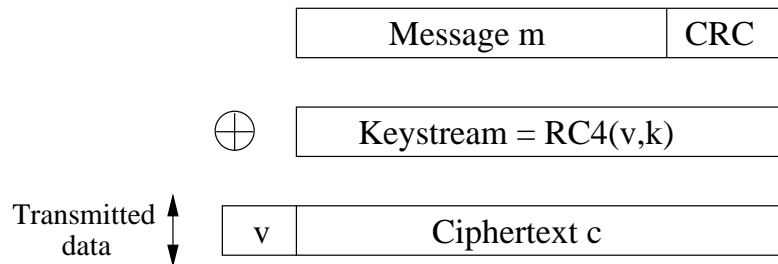 Message m CRC
⊕ Keystream = RC4(v,k)
Transmitted
data
v Ciphertext c